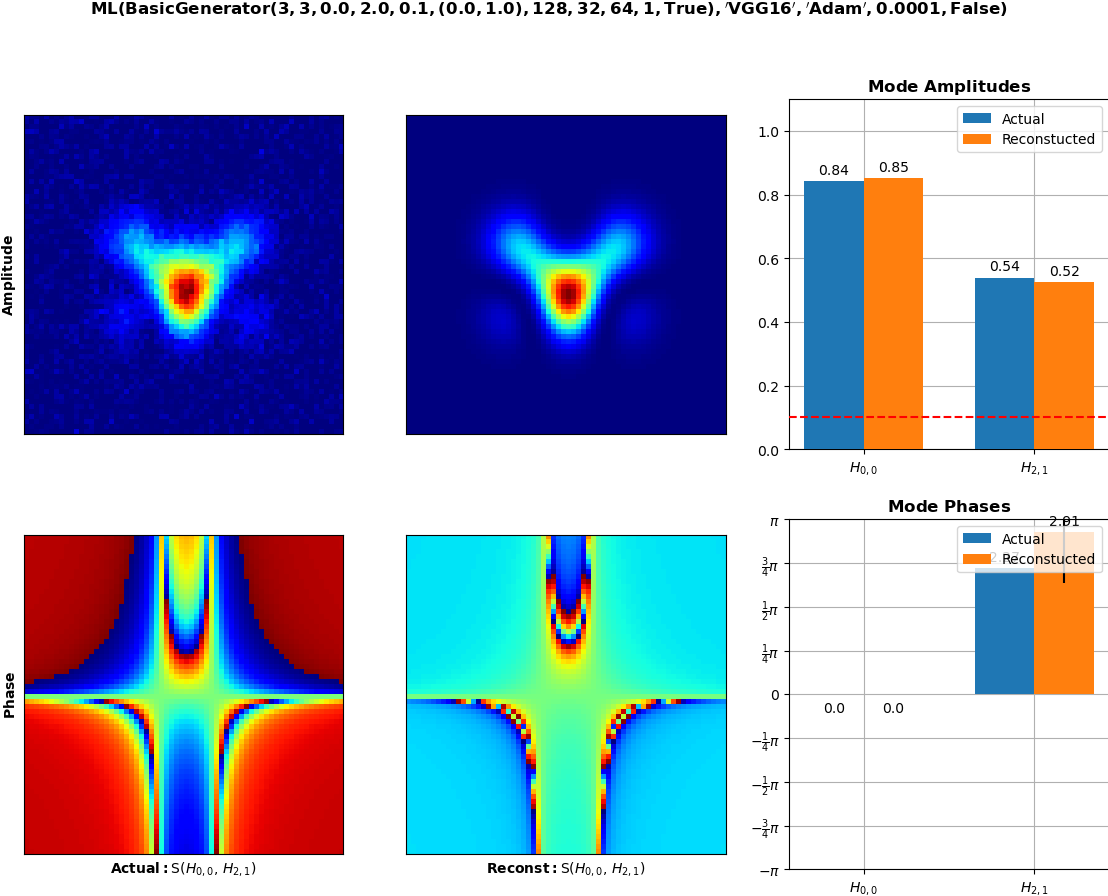 ML(BasicGenerator(3, 3, 0.0, 2.0, 0.1, (0.0, 1.0), 128, 32, 64, 1, True), ′VGG16′, ′Adam′, 0.0001, False)
Mode Amplitudes
Actual
Reconstucted
0.84
0.85
0.54
0.52
1.0
0.8
0.6
0.4
0.2
0.0
H0,0
H2,1
Amplitude
Mode Phases
Actual
Reconstucted
2.91
π
3/4π
1/2π
1/4π
0
−1/4π
−1/2π
−3/4π
−π
0.0
0.0
H0,0
H2,1
Phase
Actual: S(H0,0, H2,1)
Reconst: S(H0,0, H2,1)